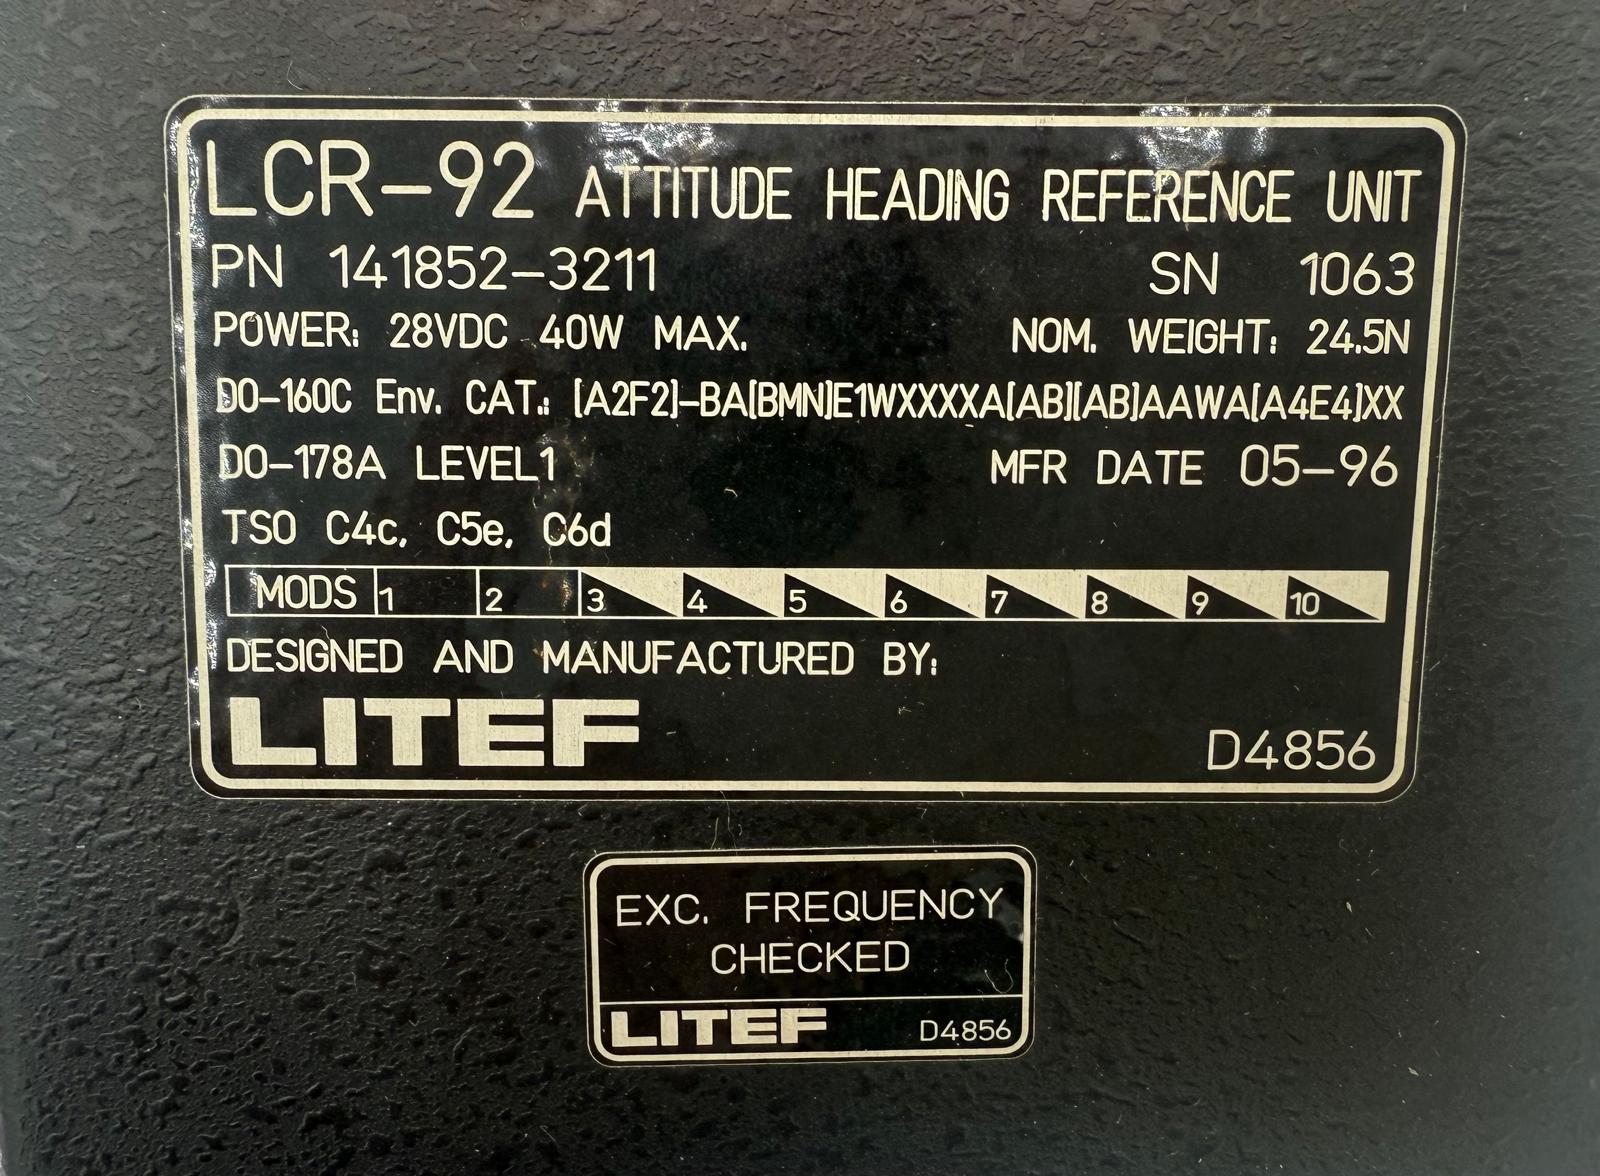 LCR-92 ATTITUDE HEADING REFERENCE UNIT
PN 141852-3211 SN 1063
POWER: 28VDC 40W MAX. NOM. WEIGHT: 24.5N
DO-160C Env. CAT.: [A2F2]-BA[BMN]E1WXXXXA[AB][AB]AAWA[A4E4]XX
DO-178A LEVEL1 MFR DATE 05-96
TSO C4c, C5e, C6d
MODS 1 2 3 4 5 6 7 8 9 10
DESIGNED AND MANUFACTURED BY:
LITEF D4856
EXC. FREQUENCY
CHECKED
LITEF D4856